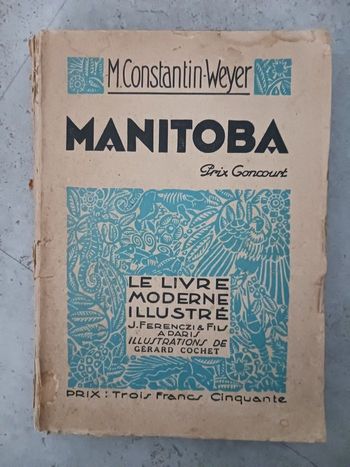 M. Constantin-Weyer
MANITOBA
Prix Goncourt
LE LIVRE
MODERNE
ILLUSTRÉ
J. FERENCZI & FILS
A PARIS
ILLUSTRATIONS DE
GÉRARD COCHET
PRIX : Trois Francs Cinquante